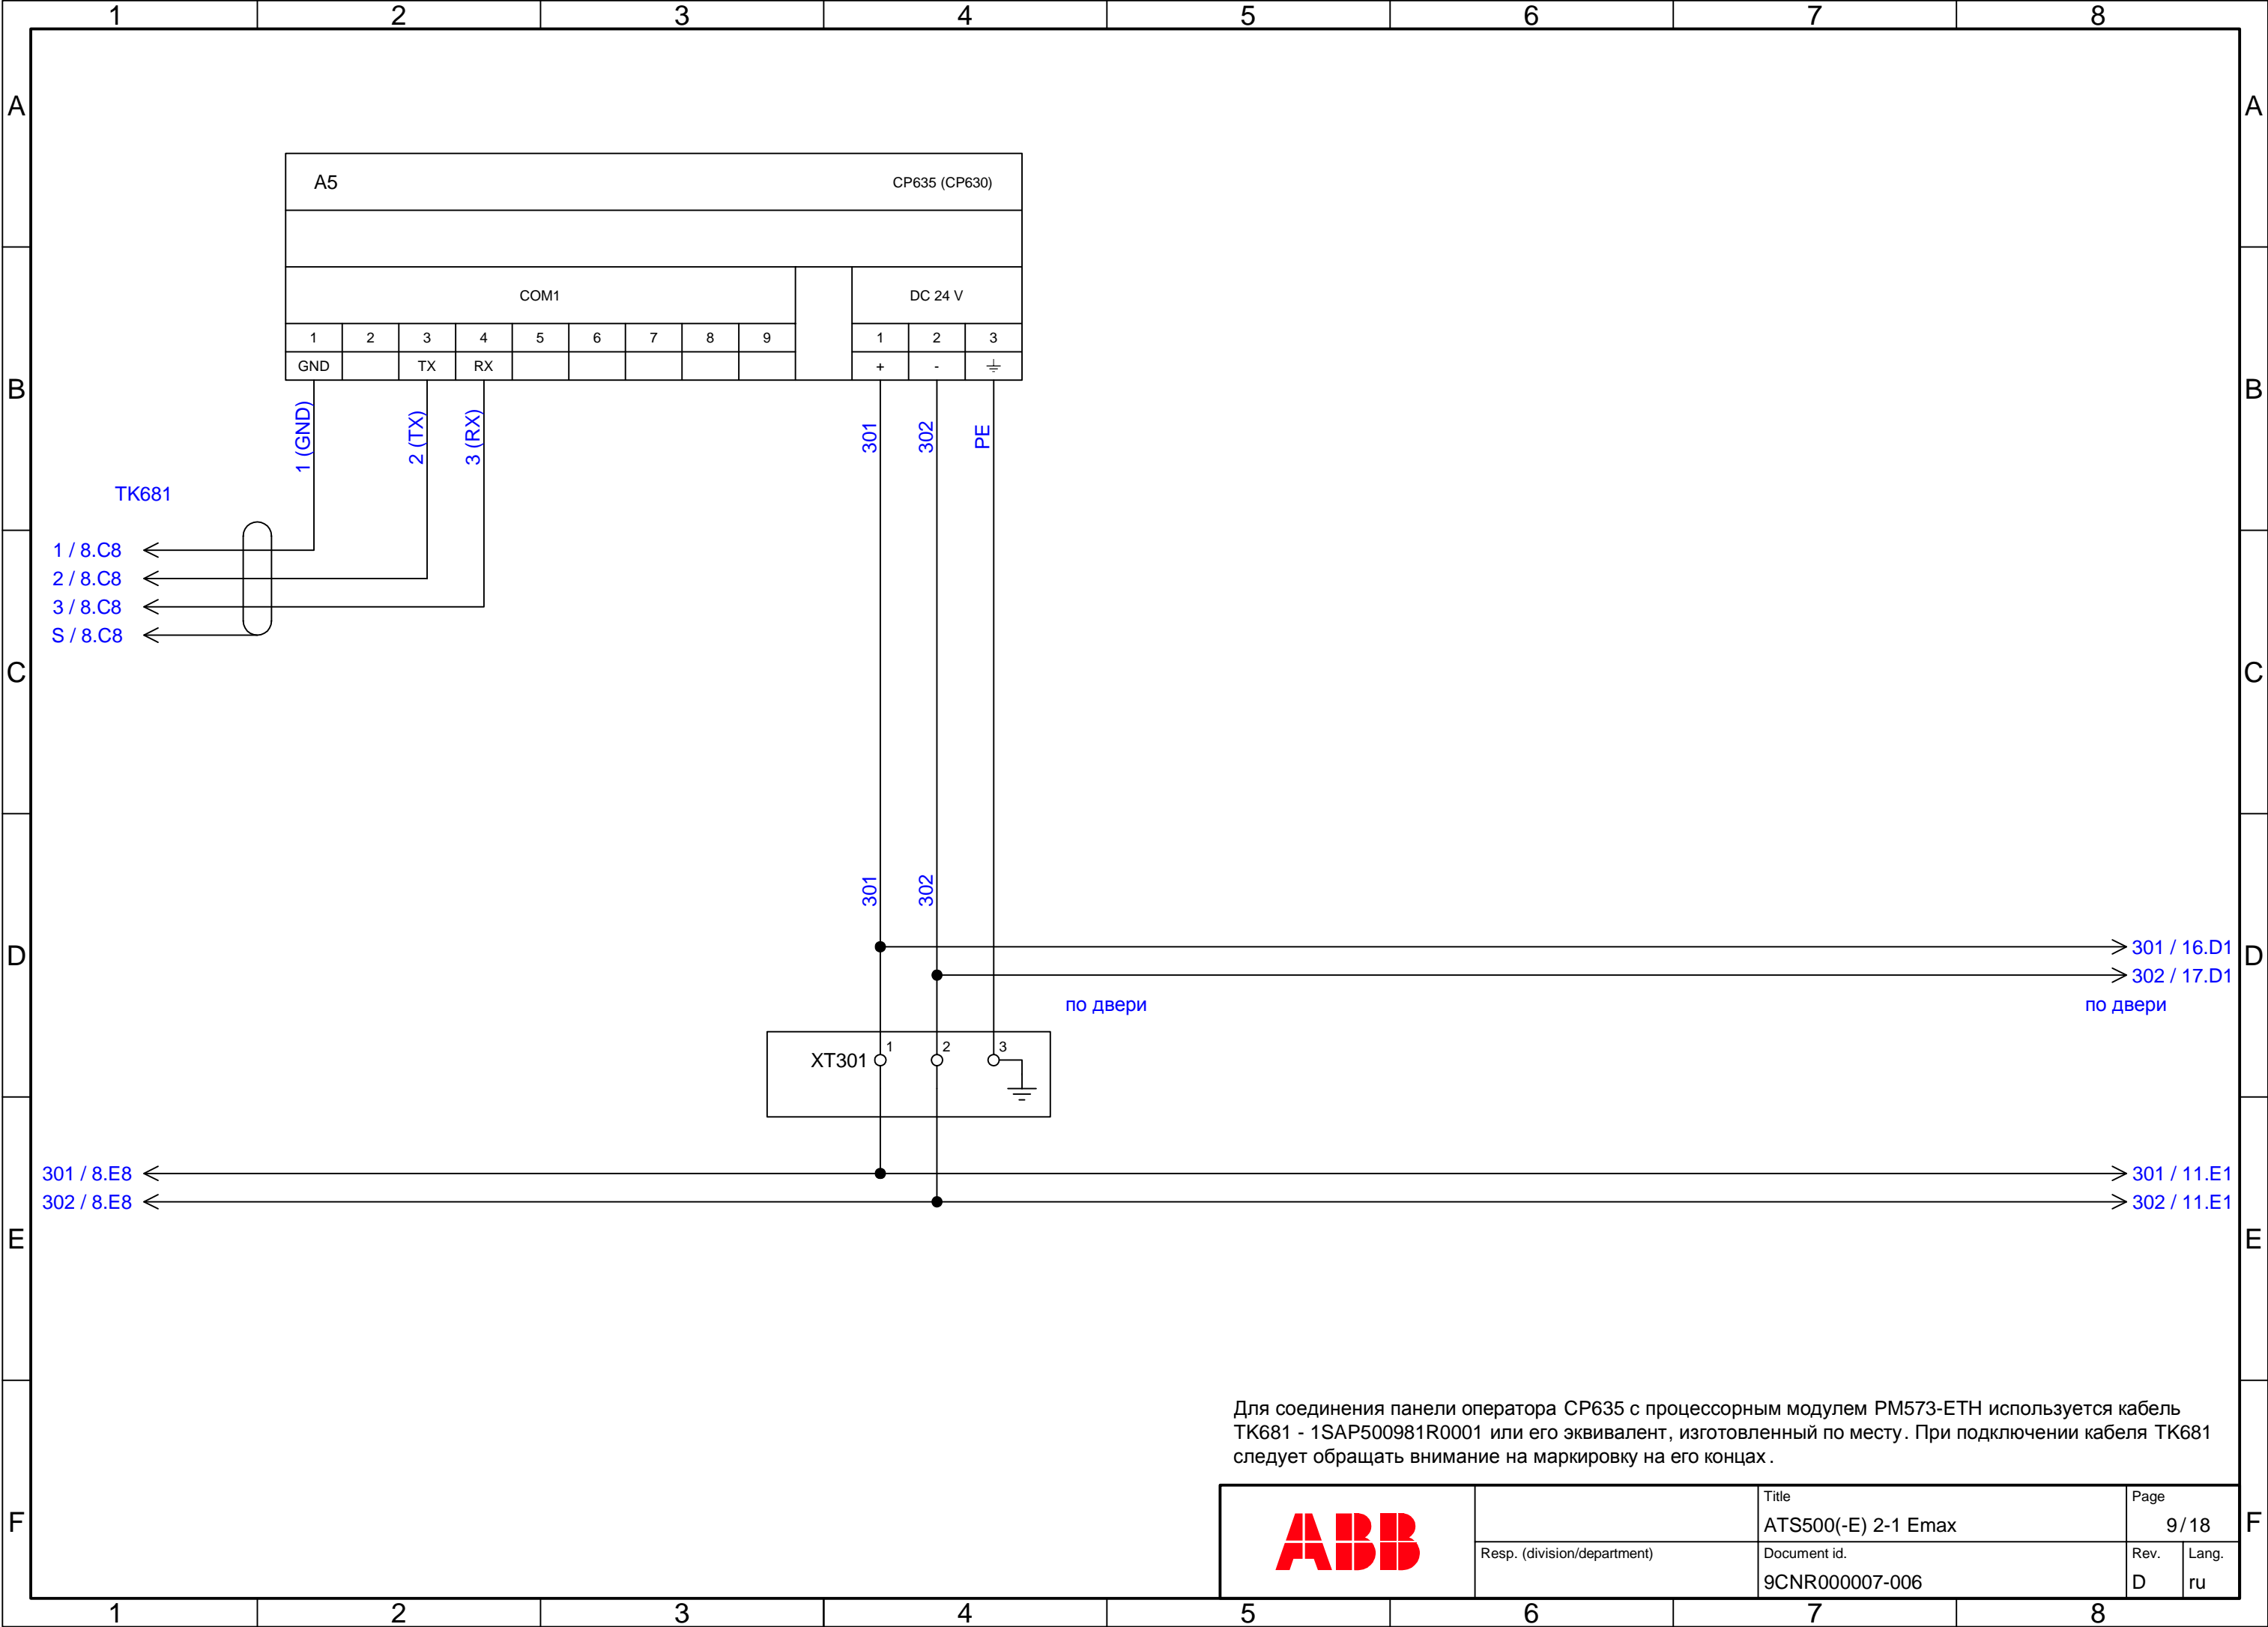 1 2 3 4 5 6 7 8
A A
A5 CP635 (CP630)
COM1 DC 24 V
1 2 3 4 5 6 7 8 9 1 2 3
GND TX RX + -
B B
1 (GND) 2 (TX) 3 (RX) 301 302 PE
TK681
1 / 8.C8
2 / 8.C8
3 / 8.C8
S / 8.C8
C C
301 302
D D
301 / 16.D1
302 / 17.D1
по двери по двери
XT301 1 2 3
301 / 8.E8 301 / 11.E1
302 / 8.E8 302 / 11.E1
E E
Для соединения панели оператора CP635 с процессорным модулем PM573-ETH используется кабель
TK681 - 1SAP500981R0001 или его эквивалент, изготовленный по месту. При подключении кабеля TK681
следует обращать внимание на маркировку на его концах.
F F
ABB
Title Page
ATS500(-E) 2-1 Emax 9/18
Resp. (division/department) Document id. Rev. Lang.
9CNR000007-006 D ru
1 2 3 4 5 6 7 8